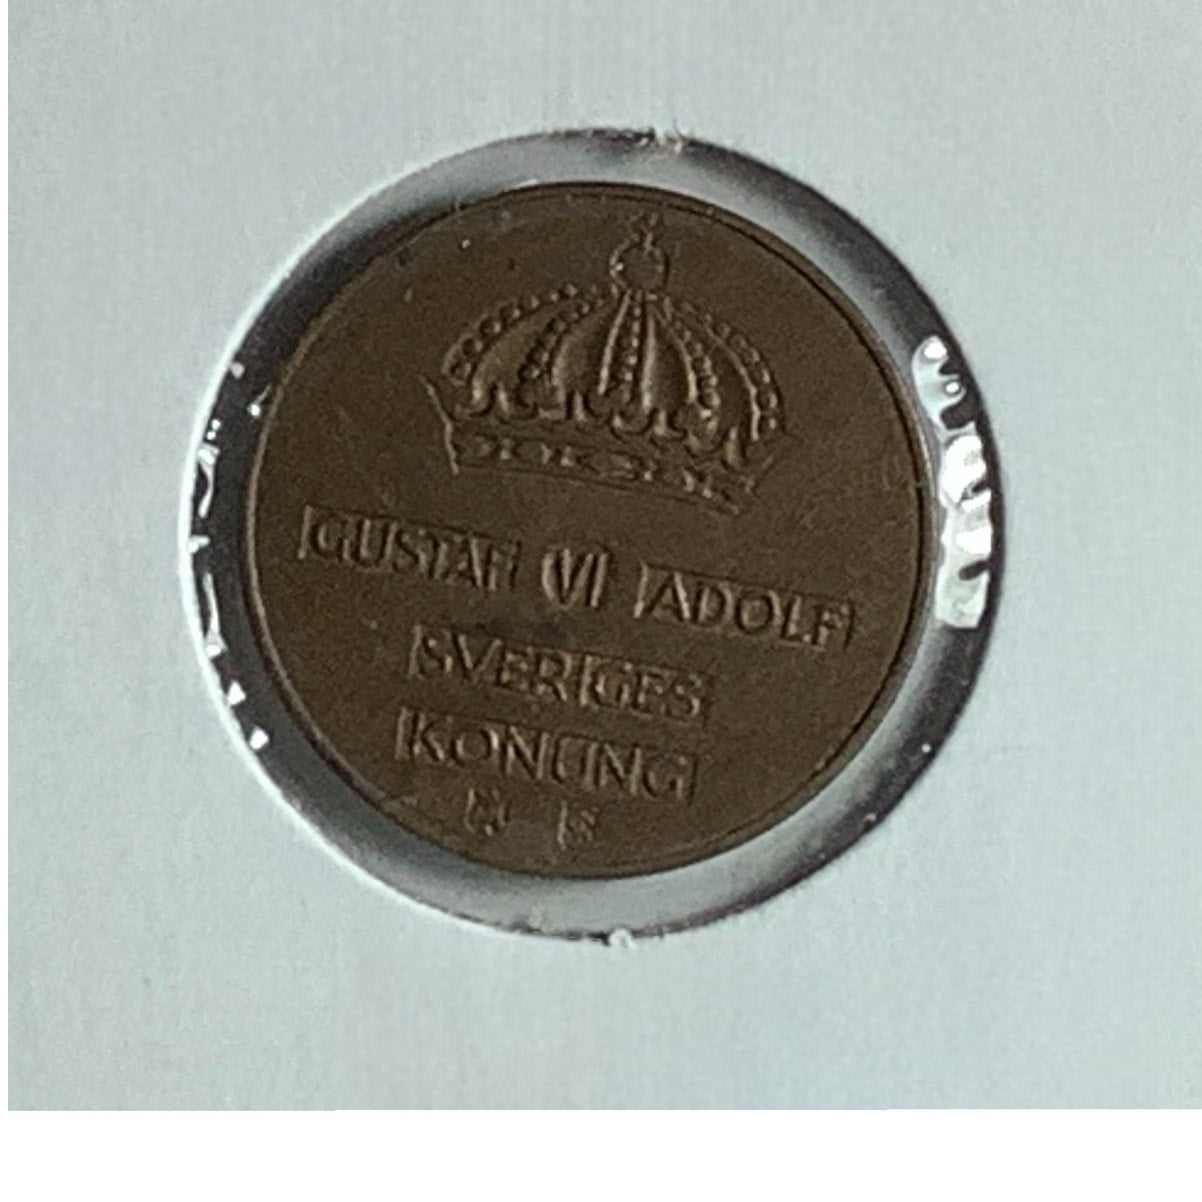 GUSTAF VI ADOLF
SVERIGES
KONUNG